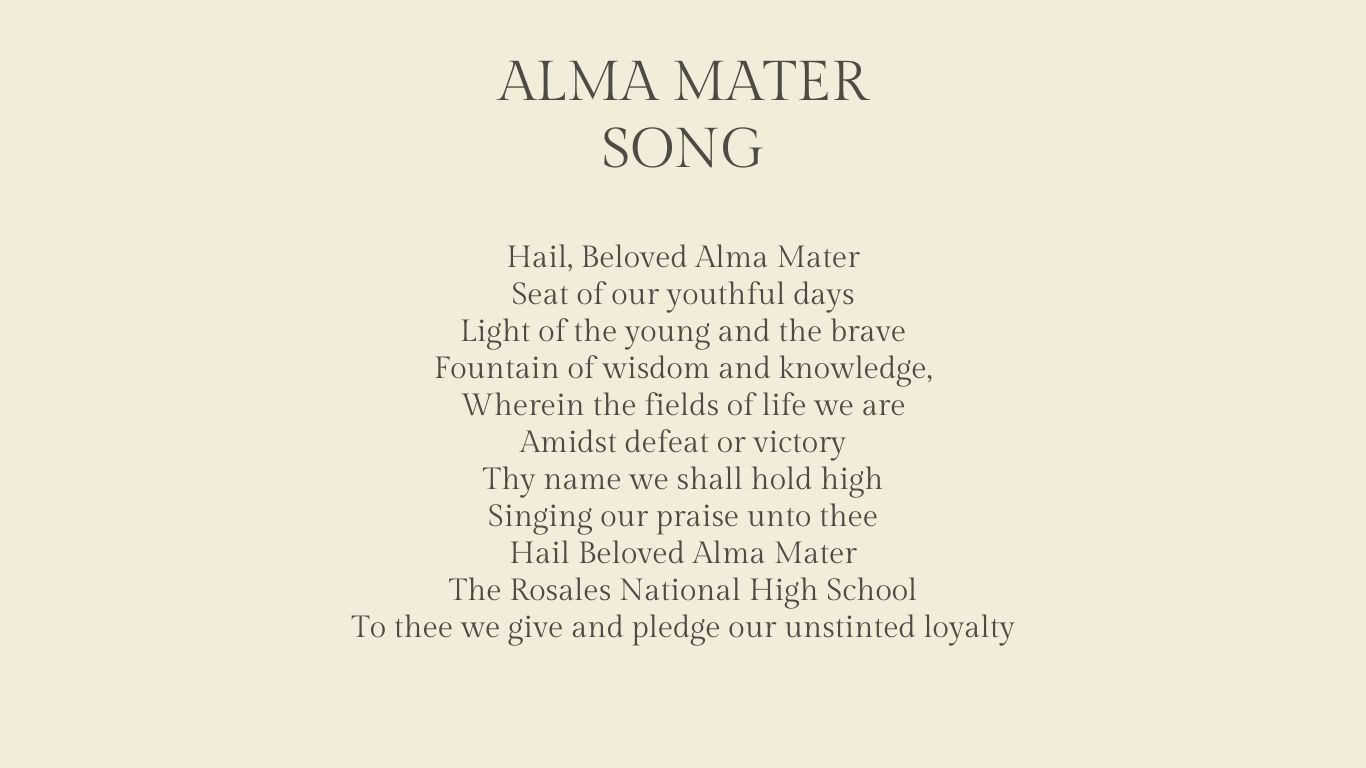 ALMA MATER
SONG
Hail, Beloved Alma Mater
Seat of our youthful days
Light of the young and the brave
Fountain of wisdom and knowledge,
Wherein the fields of life we are
Amidst defeat or victory
Thy name we shall hold high
Singing our praise unto thee
Hail Beloved Alma Mater
The Rosales National High School
To thee we give and pledge our unstinted loyalty